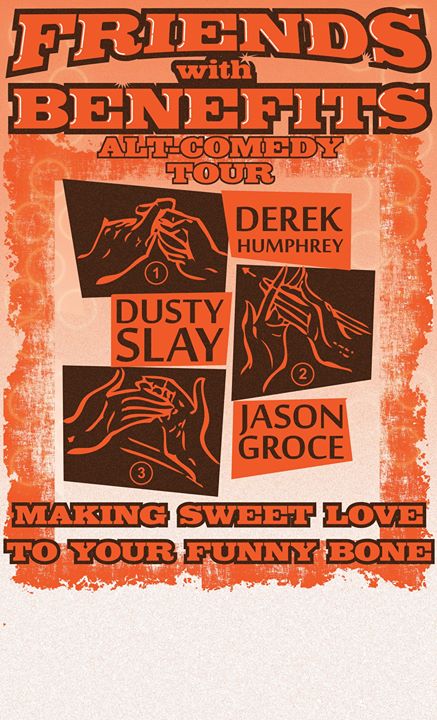 FRIENDS
with
BENEFITS
ALT-COMEDY
TOUR
1
DEREK
HUMPHREY
DUSTY
SLAY
2
3
JASON
GROCE
MAKING SWEET LOVE
TO YOUR FUNNY BONE